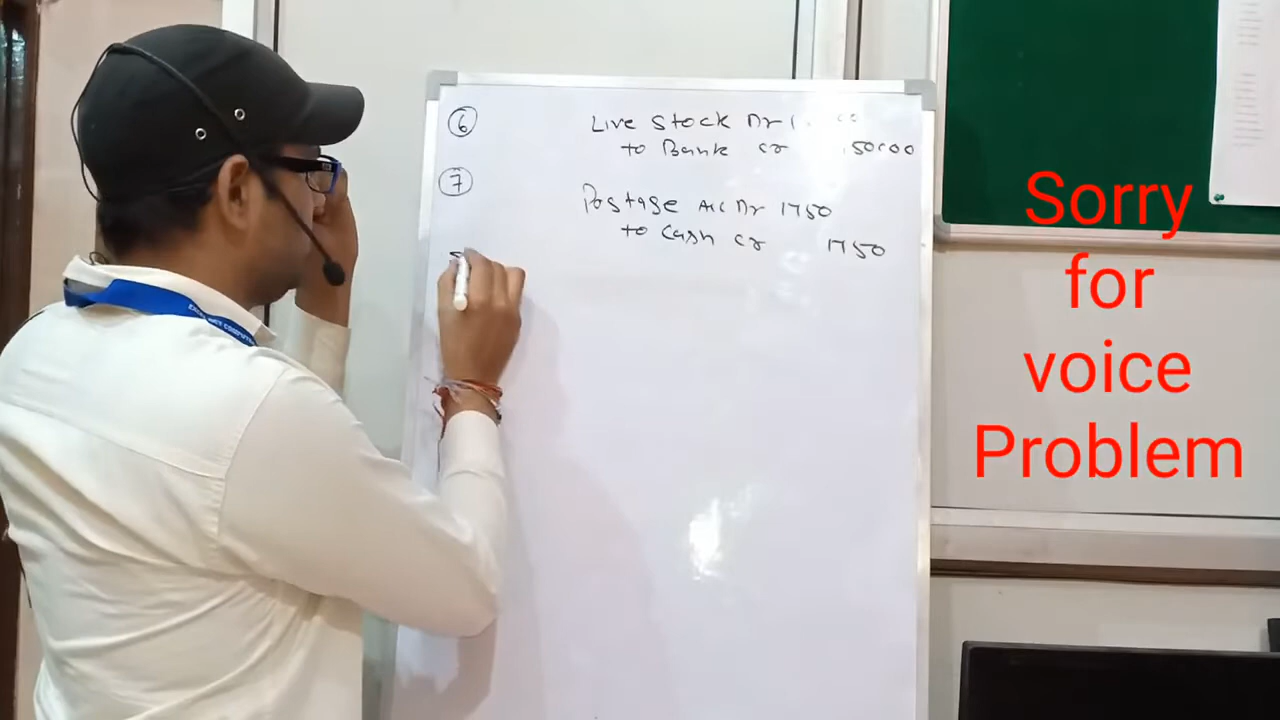 6
Live Stock Dr
to Bank cr 150000
7
Postage A/c Dr 1750
to Cash cr 1750
Sorry
for
voice
Problem